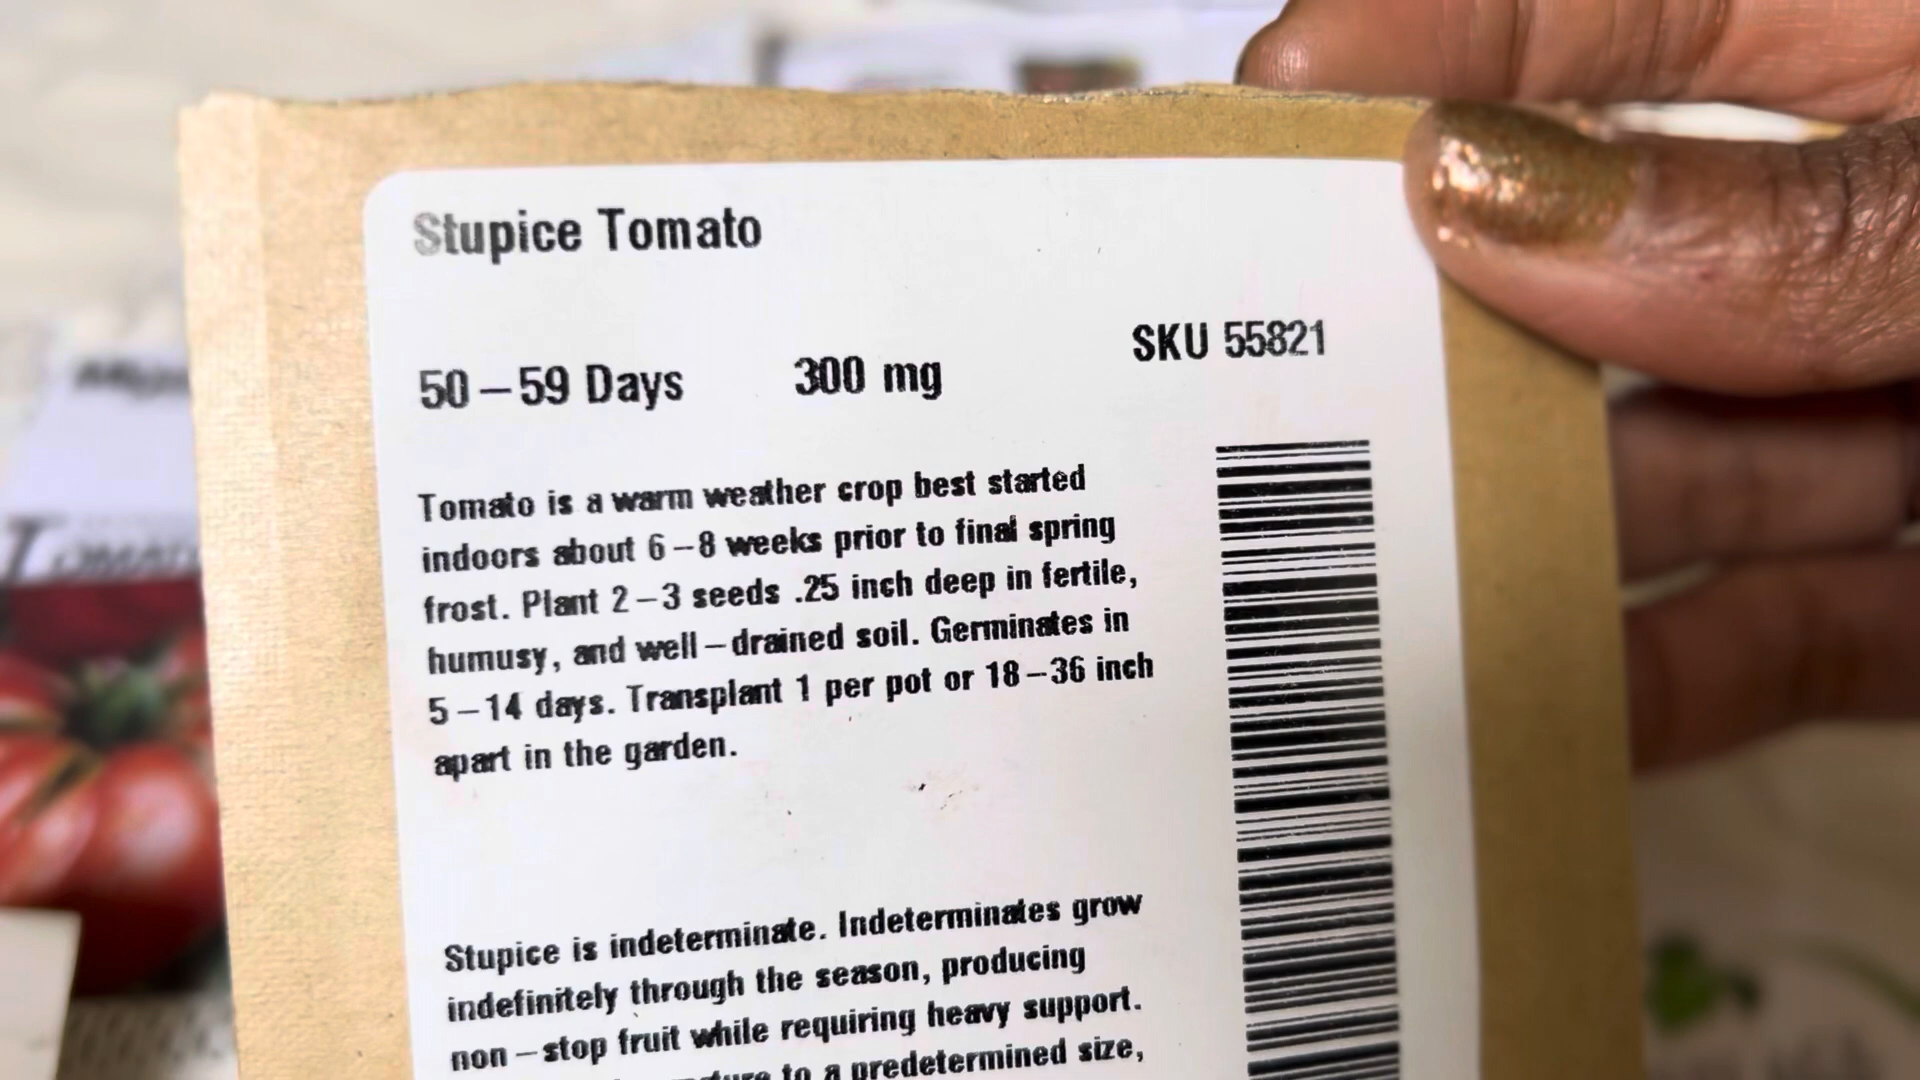 Stupice Tomato
SKU 55821
50–59 Days 300 mg
Tomato is a warm weather crop best started
indoors about 6–8 weeks prior to final spring
frost. Plant 2–3 seeds .25 inch deep in fertile,
humusy, and well–drained soil. Germinates in
5–14 days. Transplant 1 per pot or 18–36 inch
apart in the garden.
Stupice is indeterminate. Indeterminates grow
indefinitely through the season, producing
non–stop fruit while requiring heavy support.
to a predetermined size,
TOMATO